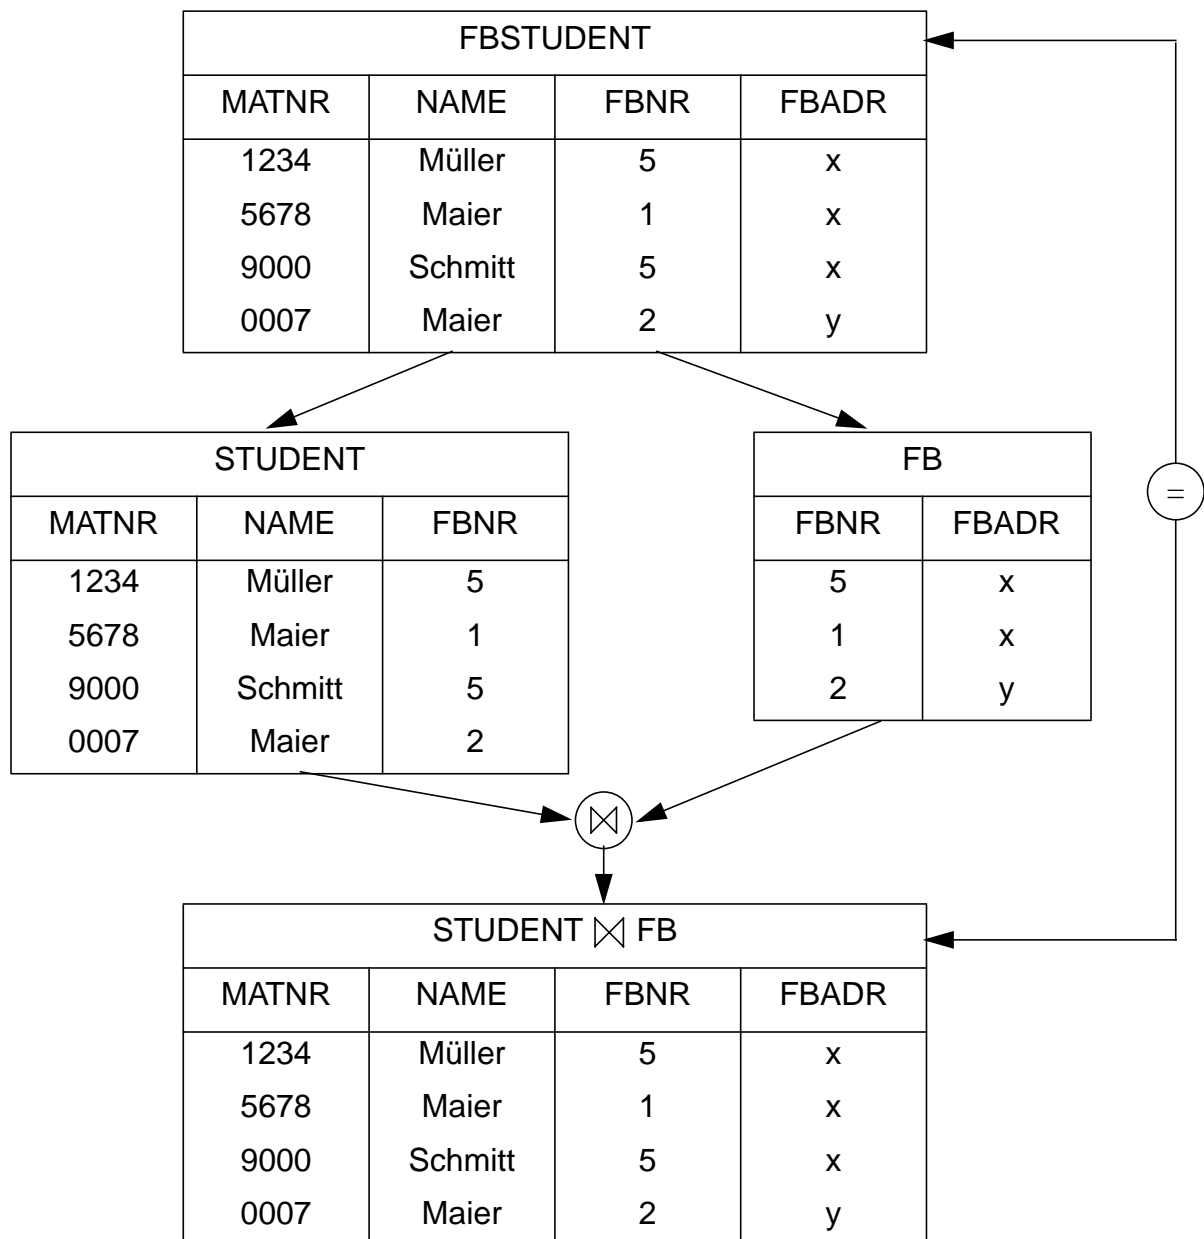 FBSTUDENT
MATNR NAME FBNR FBADR
1234 Müller 5 x
5678 Maier 1 x
9000 Schmitt 5 x
0007 Maier 2 y
STUDENT
MATNR NAME FBNR
1234 Müller 5
5678 Maier 1
9000 Schmitt 5
0007 Maier 2
FB
FBNR FBADR
5 x
1 x
2 y
=
⋈
STUDENT ⋈ FB
MATNR NAME FBNR FBADR
1234 Müller 5 x
5678 Maier 1 x
9000 Schmitt 5 x
0007 Maier 2 y